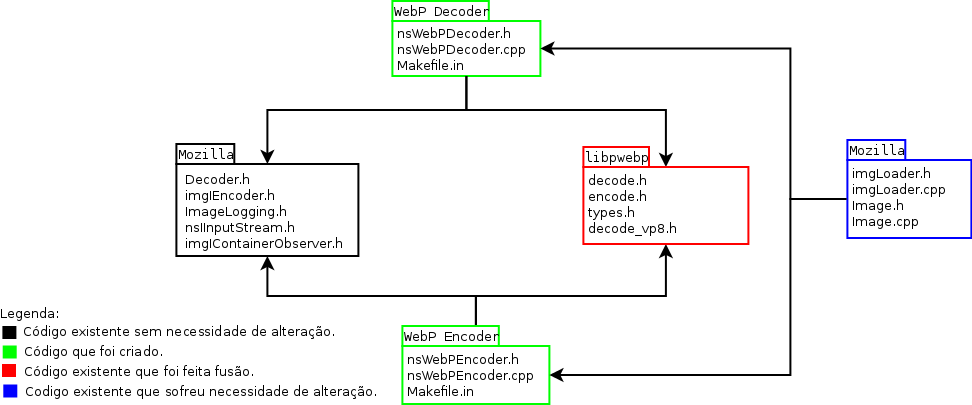 WebP Decoder
nsWebPDecoder.h
nsWebPDecoder.cpp
Makefile.in
Mozilla
Decoder.h
imgIEncoder.h
ImageLogging.h
nsIInputStream.h
imgIContainerObserver.h
libpwebp
decode.h
encode.h
types.h
decode_vp8.h
Mozilla
imgLoader.h
imgLoader.cpp
Image.h
Image.cpp
WebP Encoder
nsWebPEncoder.h
nsWebPEncoder.cpp
Makefile.in
Legenda:
Código existente sem necessidade de alteração.
Código que foi criado.
Código existente que foi feita fusão.
Codigo existente que sofreu necessidade de alteração.